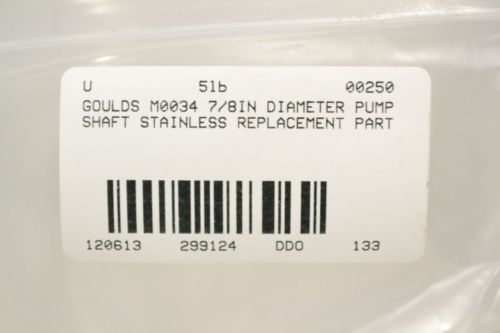 U 5lb 00250
GOULDS M0034 7/8IN DIAMETER PUMP
SHAFT STAINLESS REPLACEMENT PART
120613 299124 DDO 133